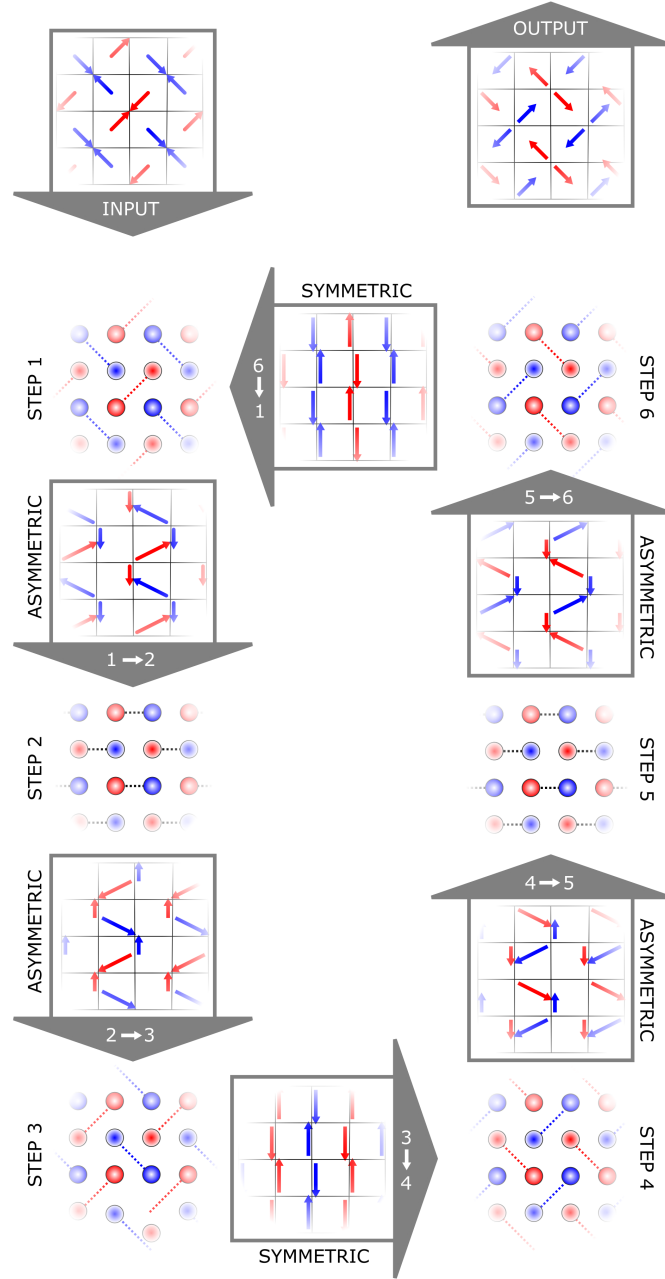 INPUT
OUTPUT
STEP 1
SYMMETRIC
6 → 1
STEP 6
ASYMMETRIC
1 → 2
5 → 6
ASYMMETRIC
STEP 2
STEP 5
ASYMMETRIC
2 → 3
4 → 5
ASYMMETRIC
STEP 3
3 → 4
SYMMETRIC
STEP 4